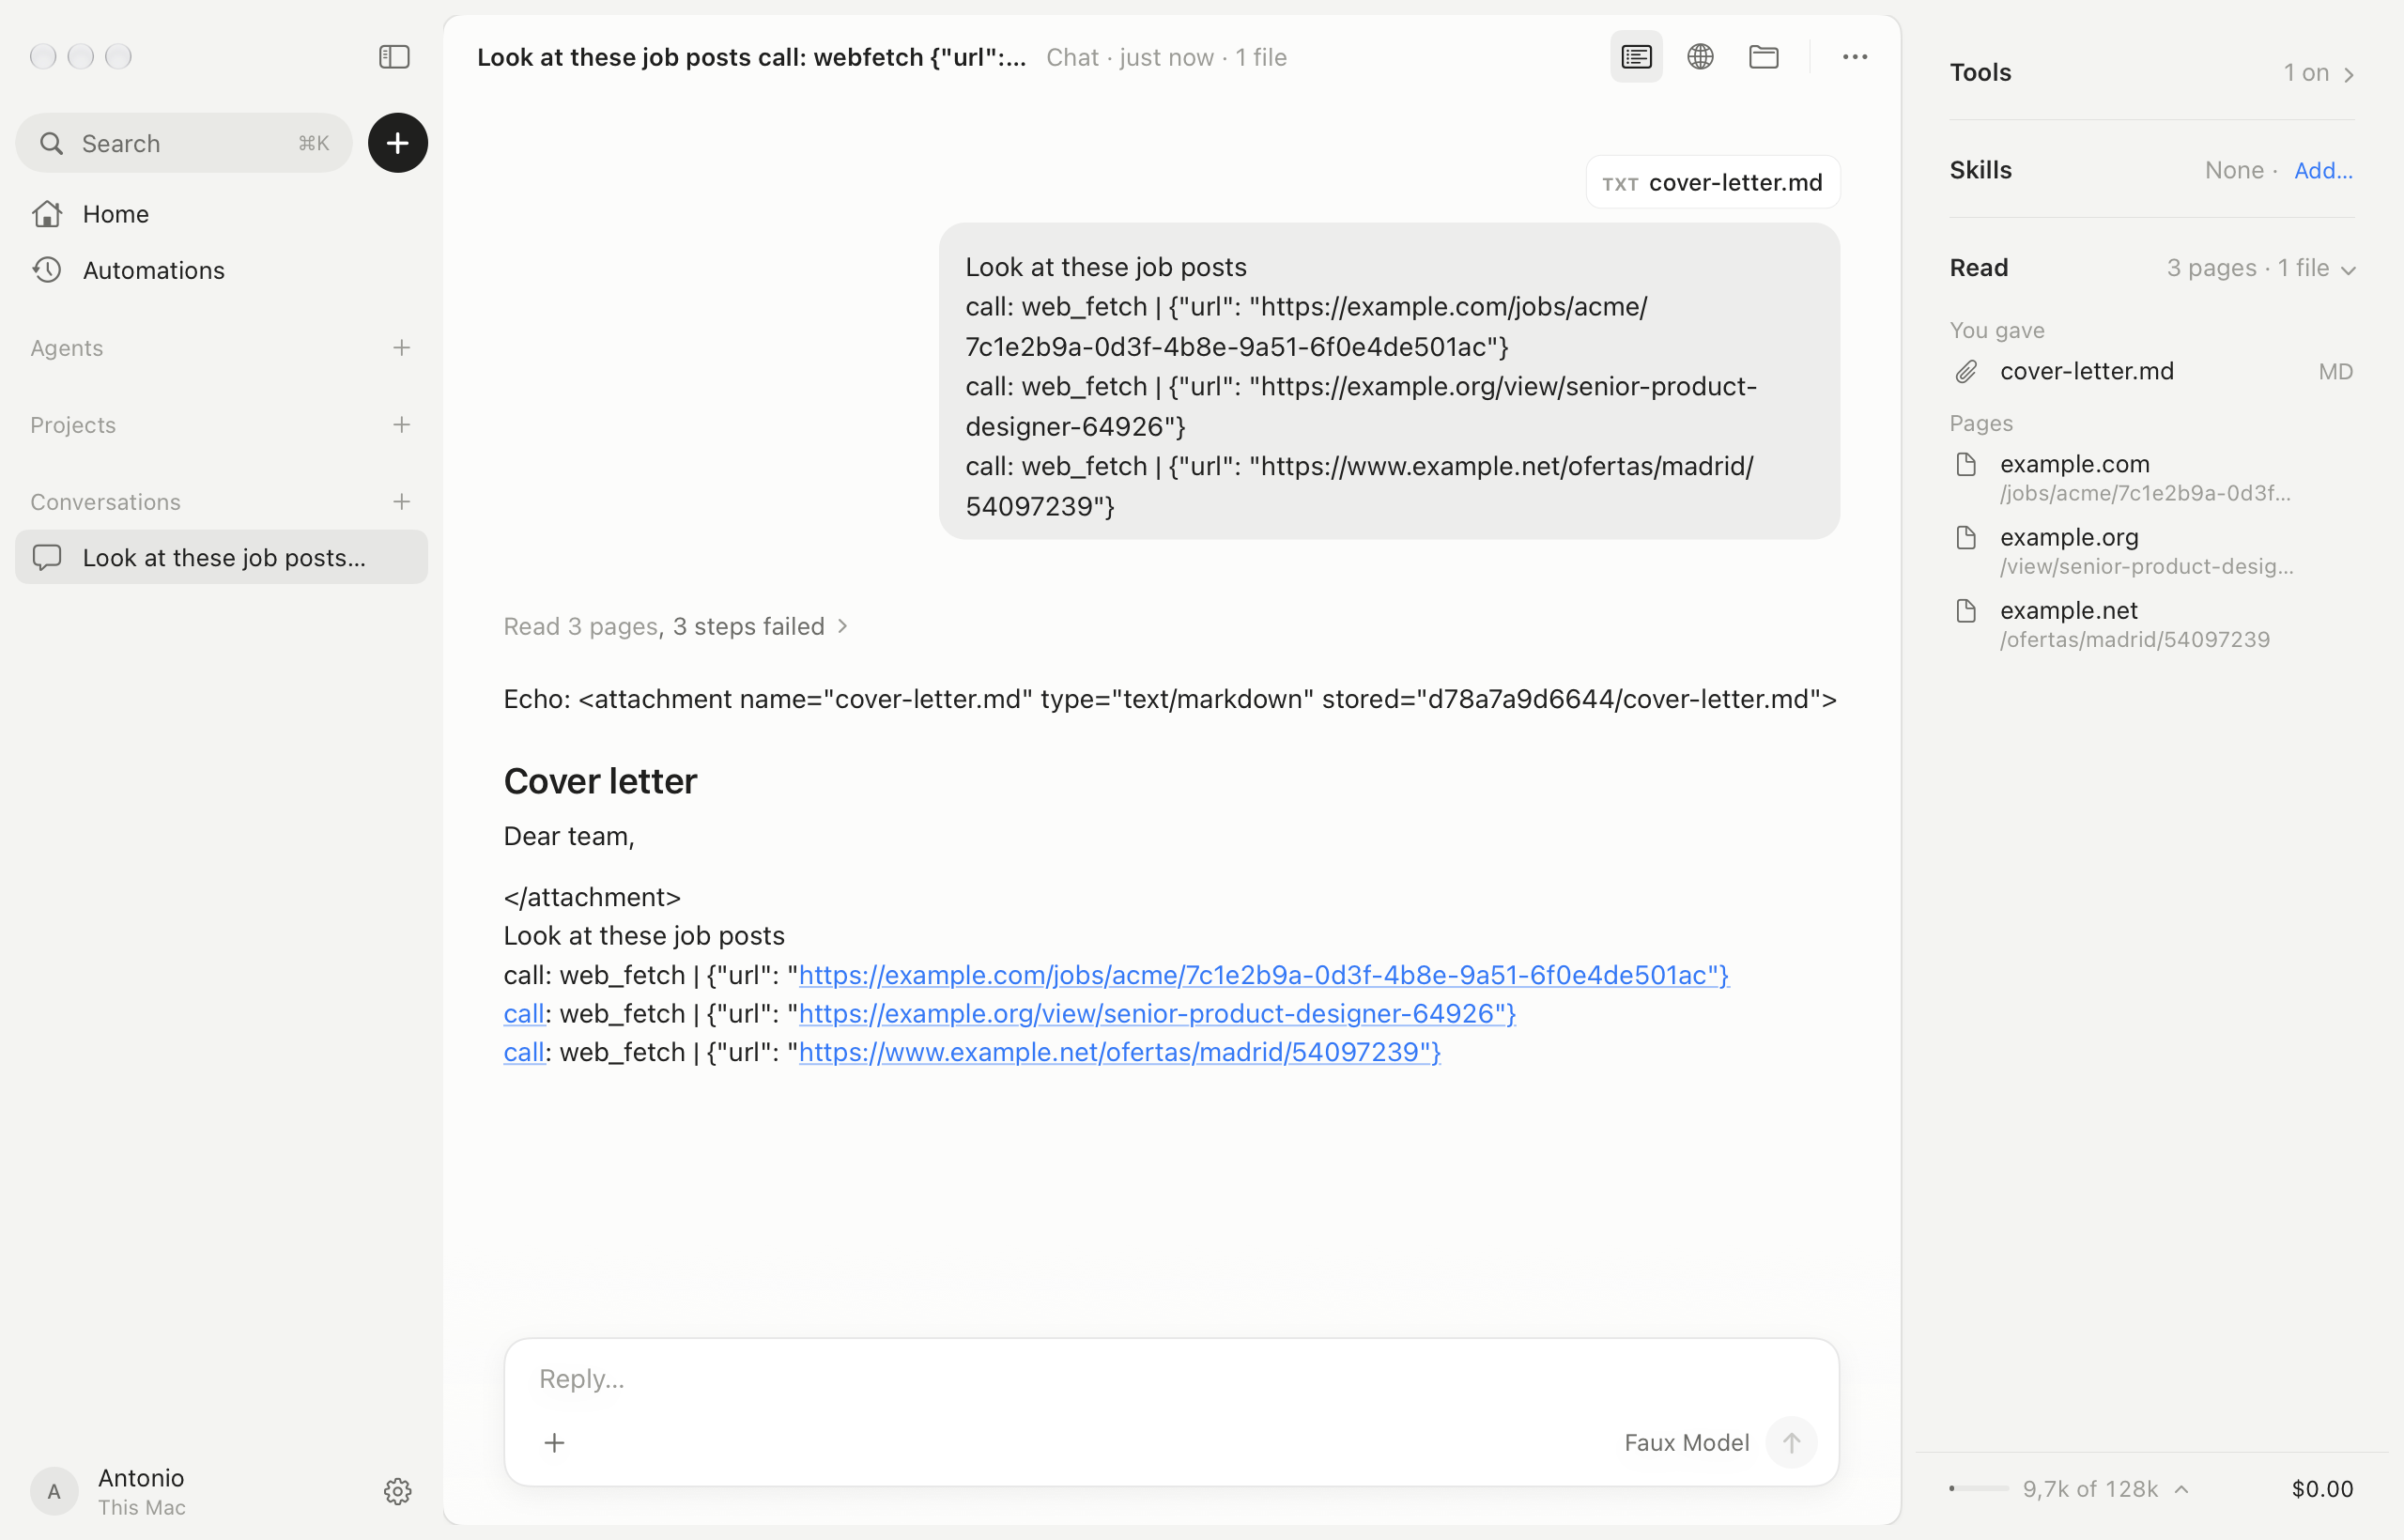 Search ⌘K
Home
Automations
Agents
Projects
Conversations
Look at these job posts...
Antonio
A
This Mac
Look at these job posts call: webfetch {"url":... Chat · just now · 1 file
TXT cover-letter.md
Look at these job posts
call: web_fetch | {"url": "https://example.com/jobs/acme/
7c1e2b9a-0d3f-4b8e-9a51-6f0e4de501ac"}
call: web_fetch | {"url": "https://example.org/view/senior-product-
designer-64926"}
call: web_fetch | {"url": "https://www.example.net/ofertas/madrid/
54097239"}
Read 3 pages, 3 steps failed
Echo: <attachment name="cover-letter.md" type="text/markdown" stored="d78a7a9d6644/cover-letter.md">
Cover letter
Dear team,
</attachment>
Look at these job posts
call: web_fetch | {"url": "https://example.com/jobs/acme/7c1e2b9a-0d3f-4b8e-9a51-6f0e4de501ac"}
call: web_fetch | {"url": "https://example.org/view/senior-product-designer-64926"}
call: web_fetch | {"url": "https://www.example.net/ofertas/madrid/54097239"}
Reply...
Faux Model
Tools 1 on
Skills None · Add...
Read 3 pages · 1 file
You gave
cover-letter.md MD
Pages
example.com
/jobs/acme/7c1e2b9a-0d3f...
example.org
/view/senior-product-desig...
example.net
/ofertas/madrid/54097239
9,7k of 128k $0.00